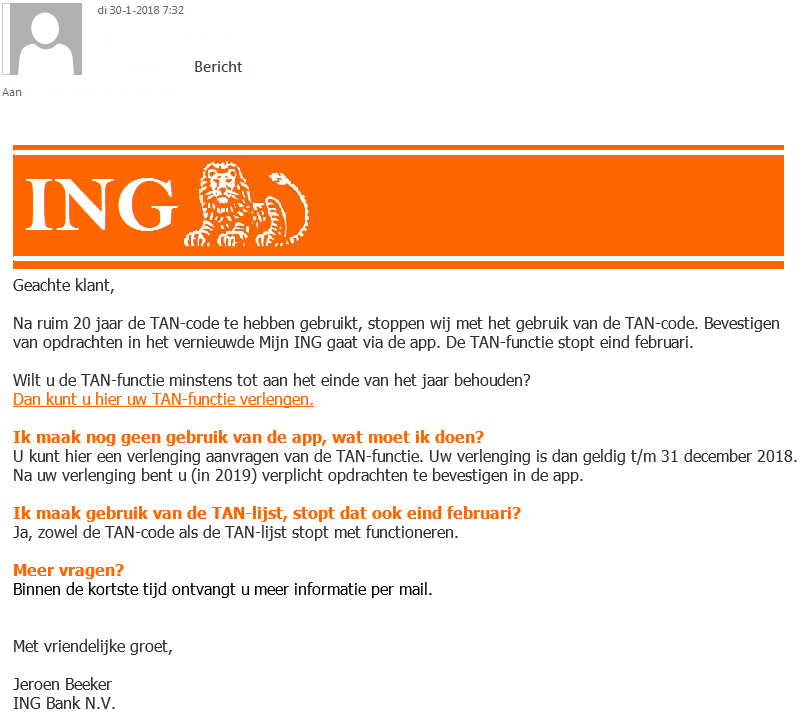 di 30-1-2018 7:32
Bericht
Aan
ING
Geachte klant,
Na ruim 20 jaar de TAN-code te hebben gebruikt, stoppen wij met het gebruik van de TAN-code. Bevestigen
van opdrachten in het vernieuwde Mijn ING gaat via de app. De TAN-functie stopt eind februari.
Wilt u de TAN-functie minstens tot aan het einde van het jaar behouden?
Dan kunt u hier uw TAN-functie verlengen.
Ik maak nog geen gebruik van de app, wat moet ik doen?
U kunt hier een verlenging aanvragen van de TAN-functie. Uw verlenging is dan geldig t/m 31 december 2018.
Na uw verlenging bent u (in 2019) verplicht opdrachten te bevestigen in de app.
Ik maak gebruik van de TAN-lijst, stopt dat ook eind februari?
Ja, zowel de TAN-code als de TAN-lijst stopt met functioneren.
Meer vragen?
Binnen de kortste tijd ontvangt u meer informatie per mail.
Met vriendelijke groet,
Jeroen Beeker
ING Bank N.V.